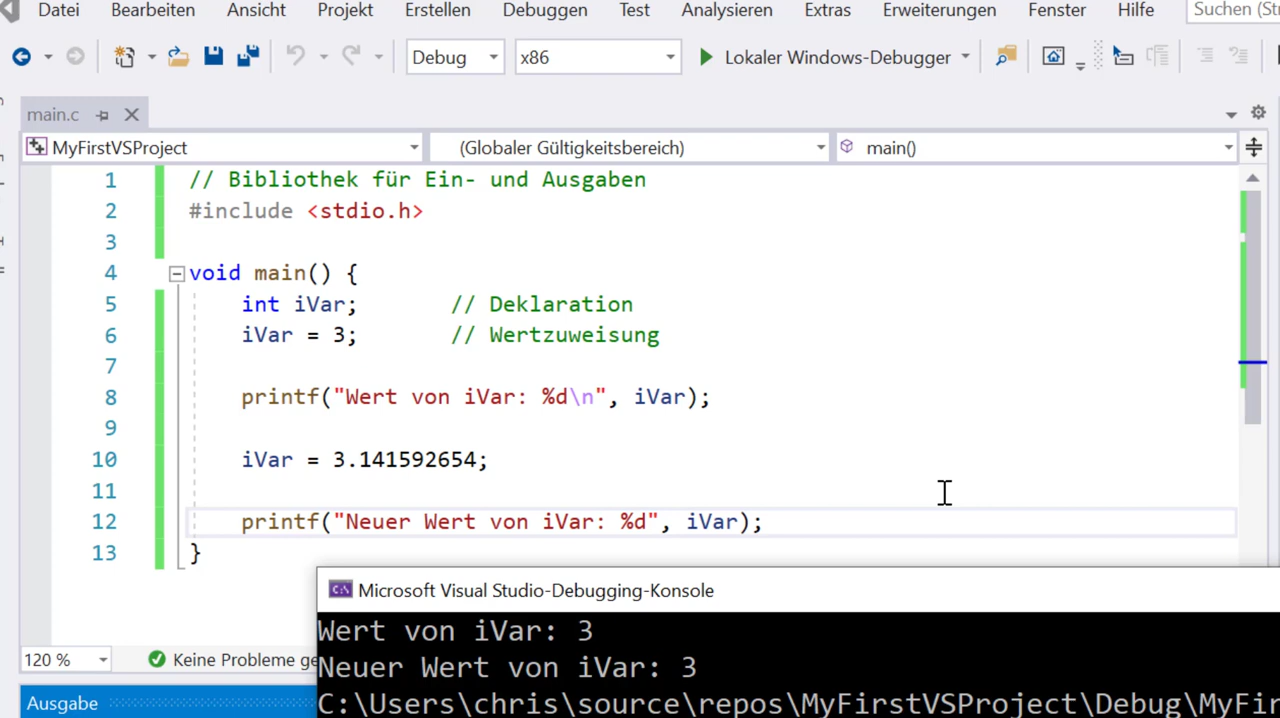 Datei Bearbeiten Ansicht Projekt Erstellen Debuggen Test Analysieren Extras Erweiterungen Fenster Hilfe Suchen
Debug x86 Lokaler Windows-Debugger
main.c
MyFirstVSProject (Globaler Gültigkeitsbereich) main()
1 // Bibliothek für Ein- und Ausgaben
2 #include <stdio.h>
3
4 void main() {
5 int iVar; // Deklaration
6 iVar = 3; // Wertzuweisung
7
8 printf("Wert von iVar: %d\n", iVar);
9
10 iVar = 3.141592654;
11
12 printf("Neuer Wert von iVar: %d", iVar);
13 }
Microsoft Visual Studio-Debugging-Konsole
Wert von iVar: 3
Neuer Wert von iVar: 3
120 % Keine Probleme ge
C:\Users\chris\source\repos\MyFirstVSProject\Debug\MyFir
Ausgabe